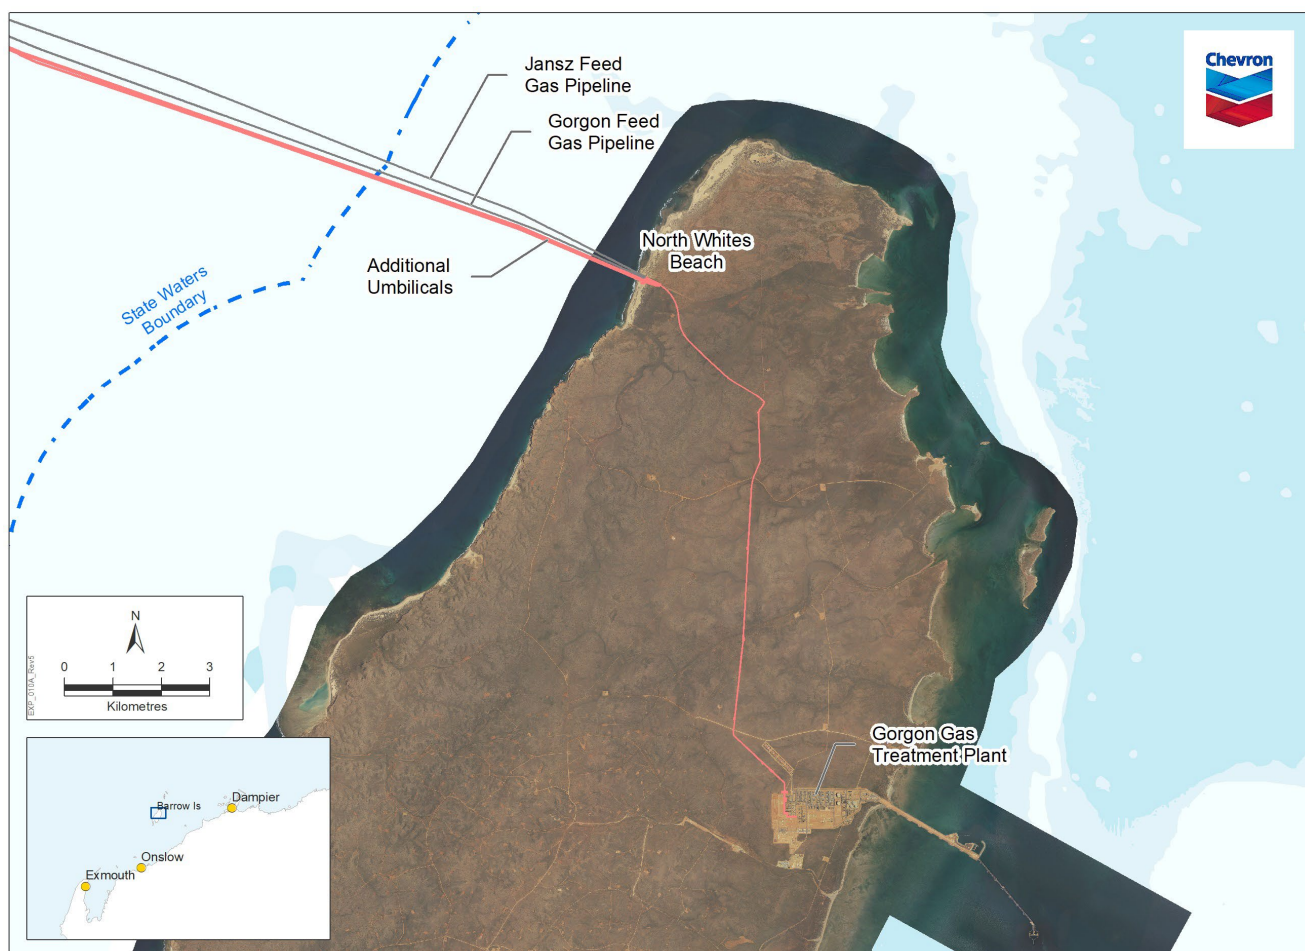 Jansz Feed
Gas Pipeline
Gorgon Feed
Gas Pipeline
Chevron
North Whites
Beach
Additional
Umbilicals
State Waters
Boundary
N
0 1 2 3
Kilometres
EXP_010A_Rev5
Gorgon Gas
Treatment Plant
Barrow Is
Dampier
Onslow
Exmouth